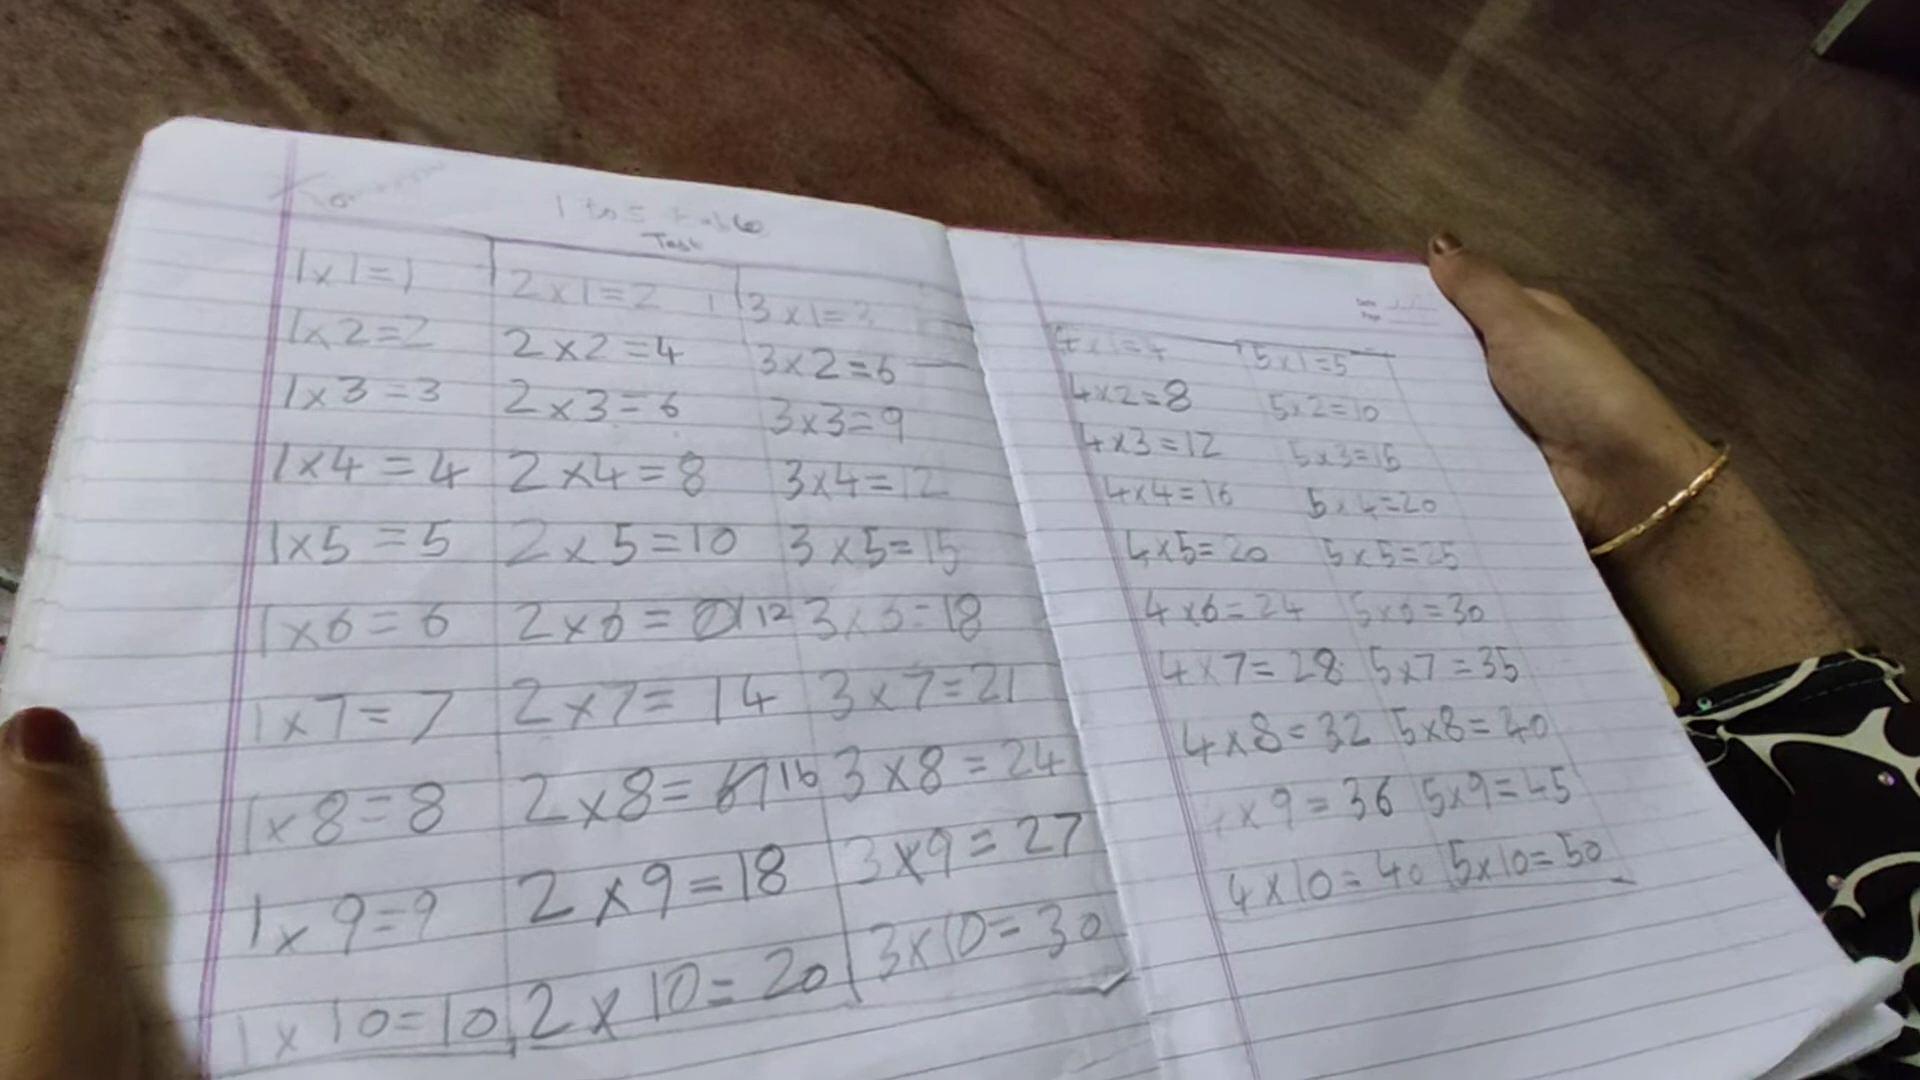 1 to 5 table
Test
1x1=1 2x1=2 3x1=3
1x2=2 2x2=4 3x2=6
1x3=3 2x3=6 3x3=9
1x4=4 2x4=8 3x4=12
1x5=5 2x5=10 3x5=15
1x6=6 2x6=12 3x6=18
1x7=7 2x7=14 3x7=21
1x8=8 2x8=16 3x8=24
1x9=9 2x9=18 3x9=27
1x10=10 2x10=20 3x10=30
Date
Page
4x1=4 5x1=5
4x2=8 5x2=10
4x3=12 5x3=15
4x4=16 5x4=20
4x5=20 5x5=25
4x6=24 5x6=30
4x7=28 5x7=35
4x8=32 5x8=40
4x9=36 5x9=45
4x10=40 5x10=50